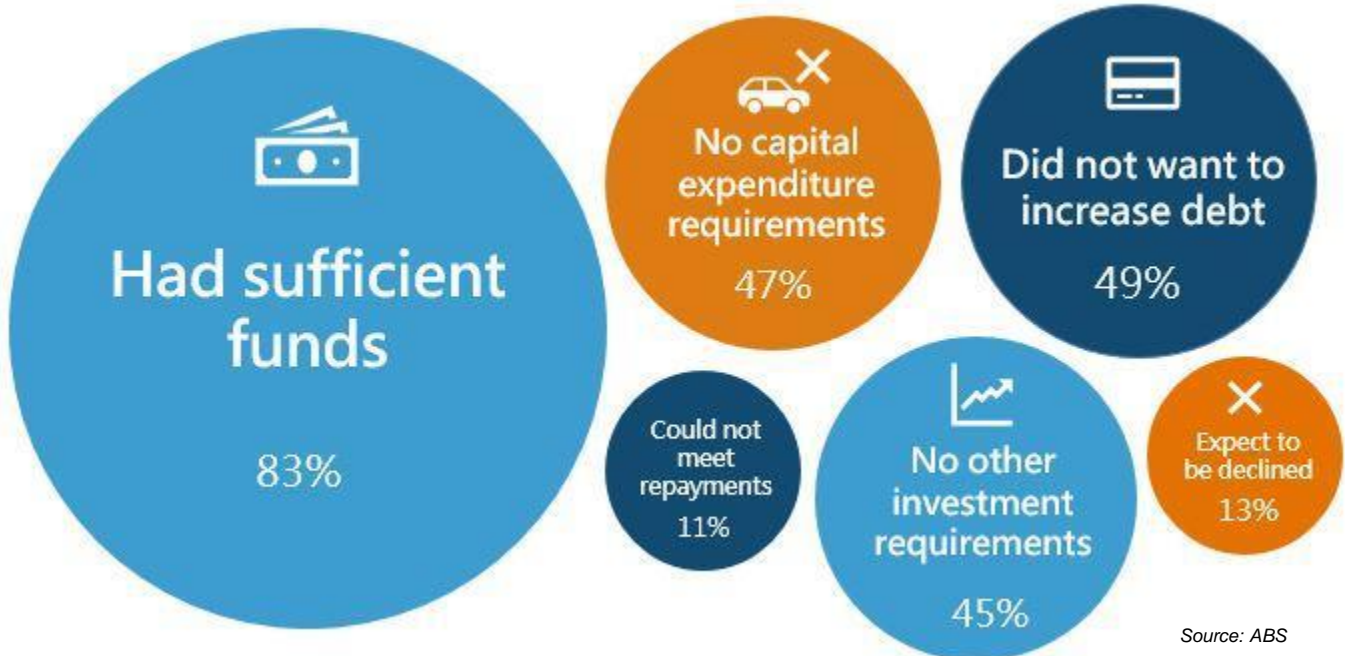 Had sufficient
funds
83%
No capital
expenditure
requirements
47%
Did not want to
increase debt
49%
Could not
meet
repayments
11%
No other
investment
requirements
45%
Expect to
be declined
13%
Source: ABS